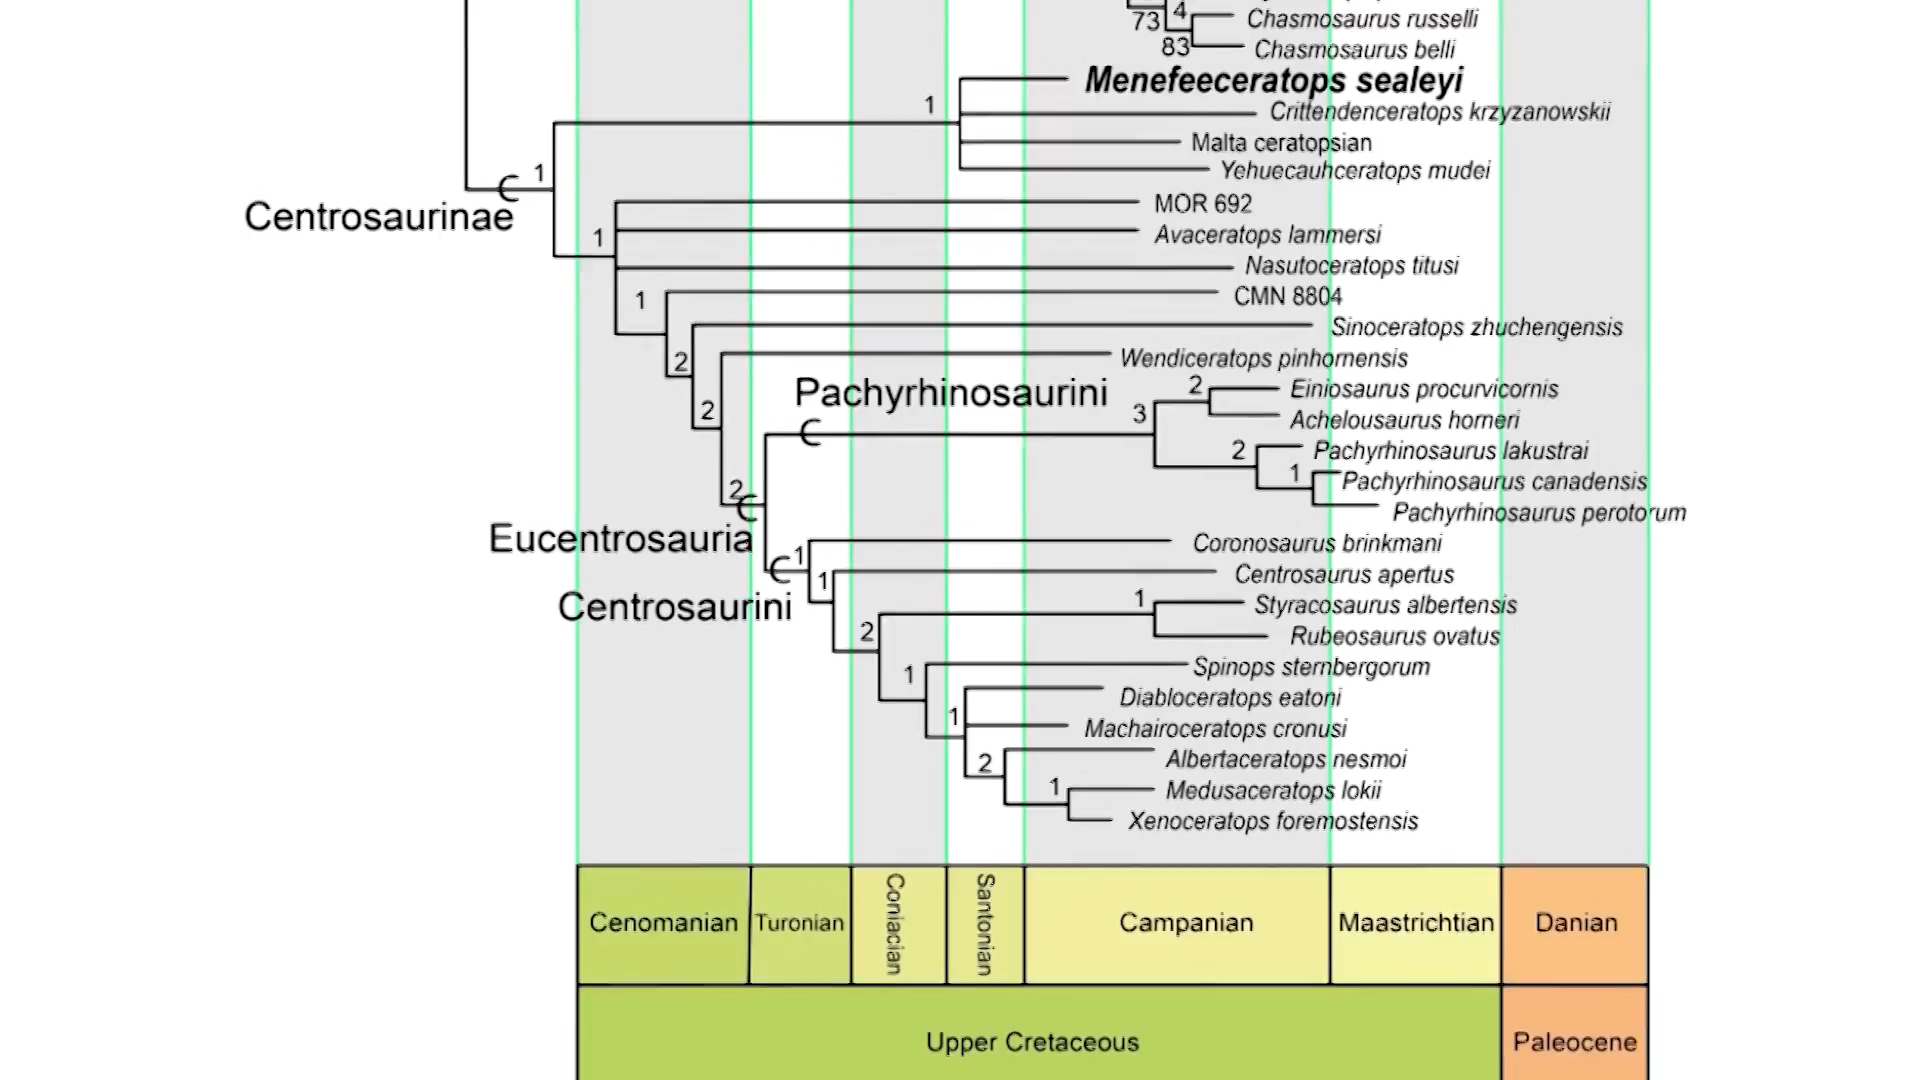 4
Chasmosaurus russelli
73
83
Chasmosaurus belli
Menefeeceratops sealeyi
1
Crittendenceratops krzyzanowskii
Malta ceratopsian
1
Yehuecauhceratops mudei
Centrosaurinae
MOR 692
1
Avaceratops lammersi
Nasutoceratops titusi
1
CMN 8804
Sinoceratops zhuchengensis
2
Wendiceratops pinhornensis
Pachyrhinosaurini
2
Einiosaurus procurvicornis
2
3
Achelousaurus horneri
2
Pachyrhinosaurus lakustrai
1
Pachyrhinosaurus canadensis
2
Pachyrhinosaurus perotorum
Eucentrosauria
1
Coronosaurus brinkmani
1
Centrosaurus apertus
Centrosaurini
1
Styracosaurus albertensis
2
Rubeosaurus ovatus
1
Spinops sternbergorum
Diabloceratops eatoni
1
Machairoceratops cronusi
2
Albertaceratops nesmoi
1
Medusaceratops lokii
Xenoceratops foremostensis
Cenomanian
Turonian
Coniacian
Santonian
Campanian
Maastrichtian
Danian
Upper Cretaceous
Paleocene